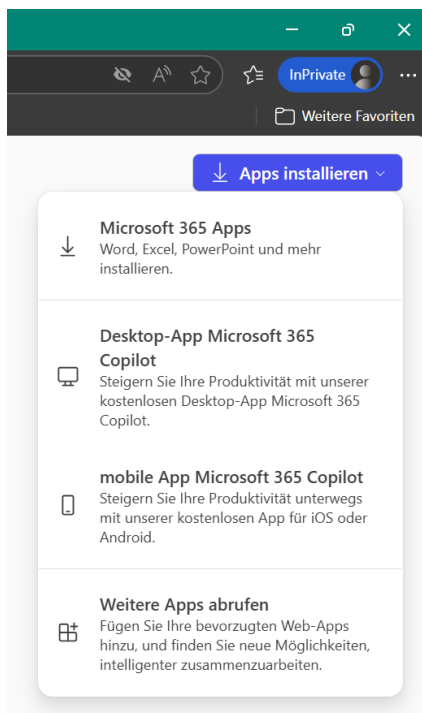 InPrivate
Weitere Favoriten
Apps installieren
Microsoft 365 Apps
Word, Excel, PowerPoint und mehr
installieren.
Desktop-App Microsoft 365
Copilot
Steigern Sie Ihre Produktivität mit unserer
kostenlosen Desktop-App Microsoft 365
Copilot.
mobile App Microsoft 365 Copilot
Steigern Sie Ihre Produktivität unterwegs
mit unserer kostenlosen App für iOS oder
Android.
Weitere Apps abrufen
Fügen Sie Ihre bevorzugten Web-Apps
hinzu, und finden Sie neue Möglichkeiten,
intelligenter zusammenzuarbeiten.